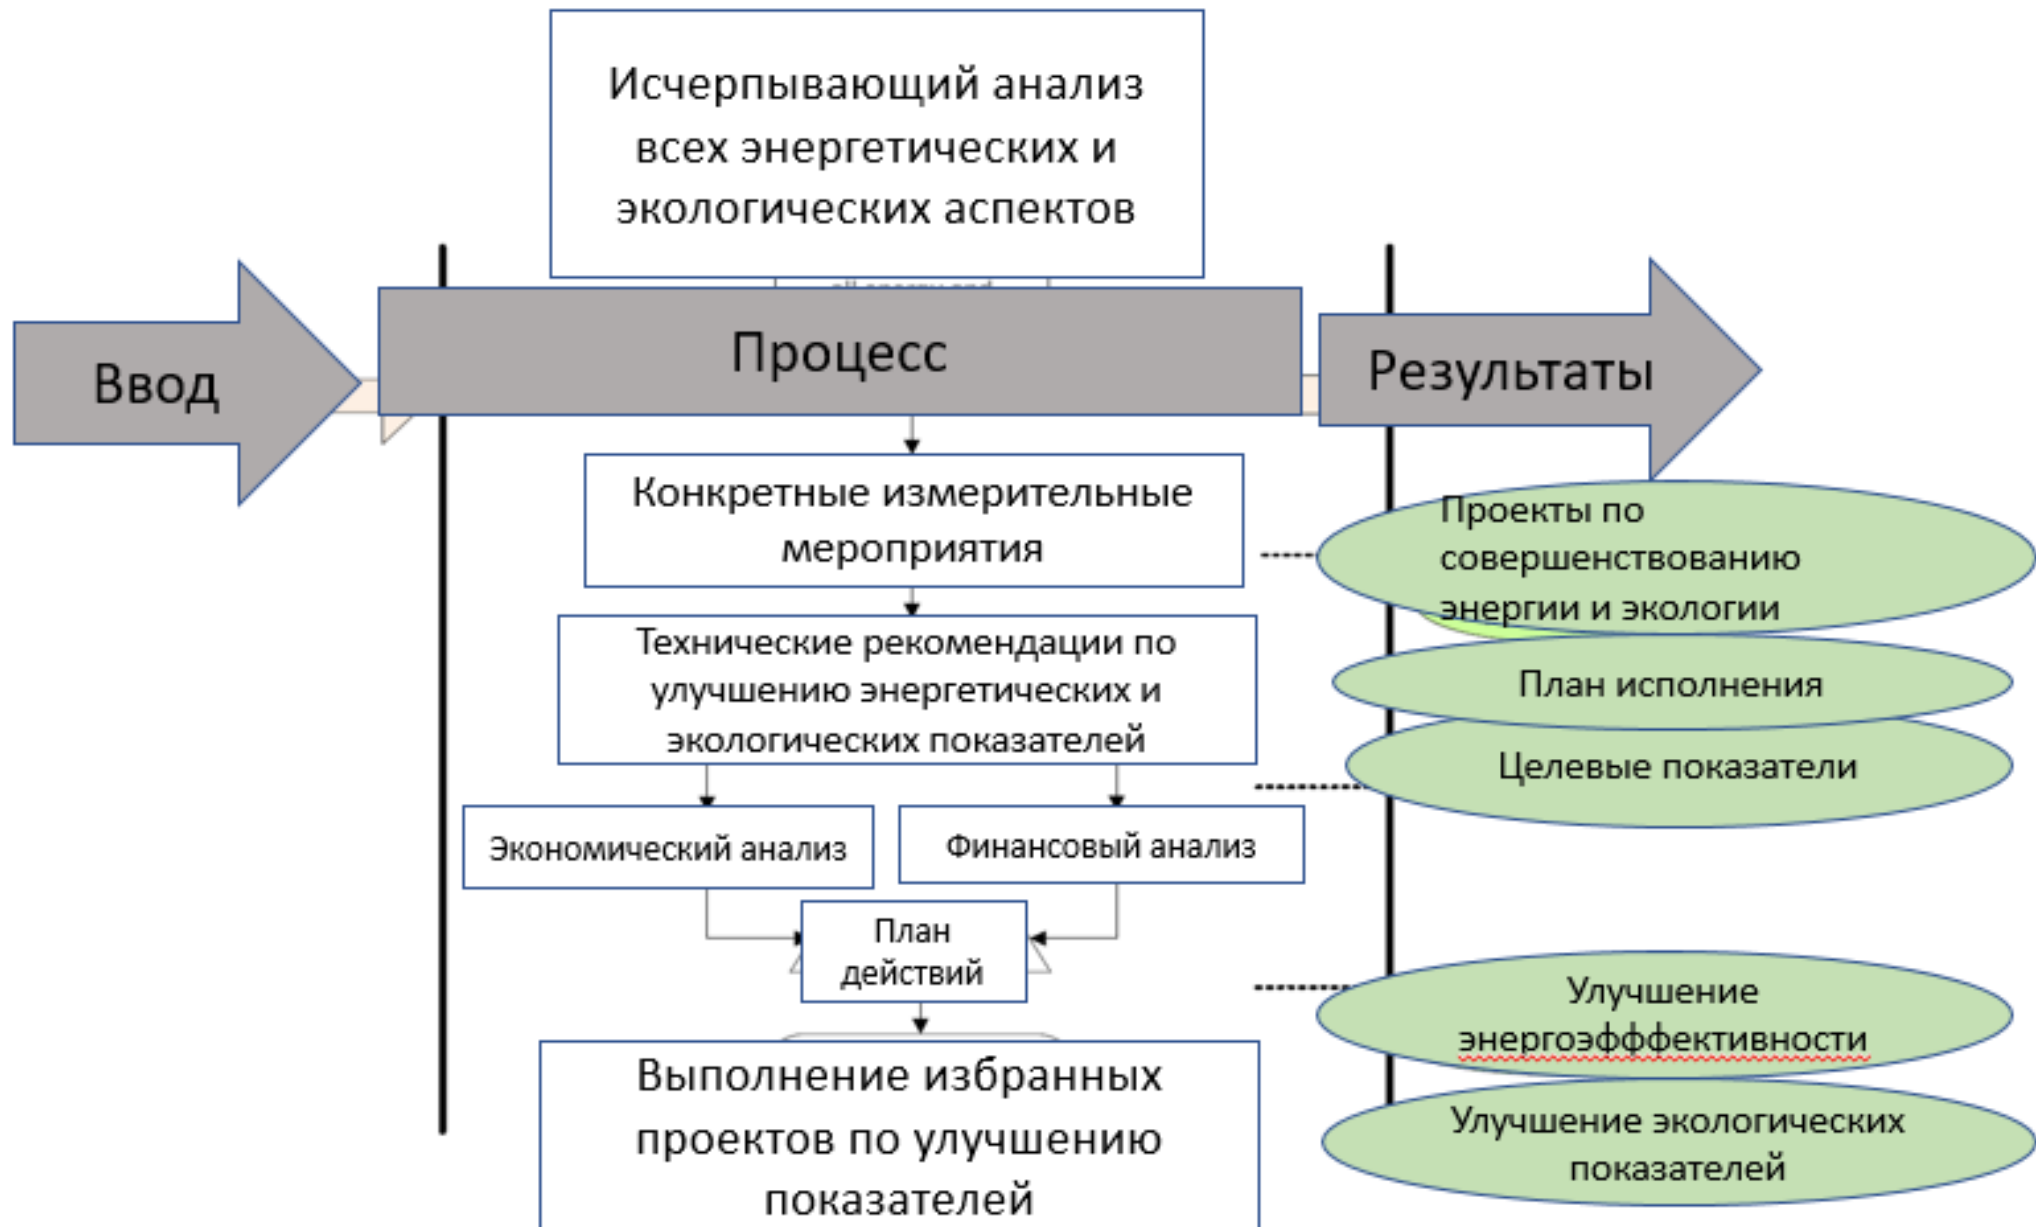 Исчерпывающий анализ
всех энергетических и
экологических аспектов
Ввод
Процесс
Результаты
Конкретные измерительные
мероприятия
Технические рекомендации по
улучшению энергетических и
экологических показателей
Экономический анализ
Финансовый анализ
План
действий
Выполнение избранных
проектов по улучшению
показателей
Проекты по
совершенствованию
энергии и экологии
План исполнения
Целевые показатели
Улучшение
энергоэфффективности
Улучшение экологических
показателей